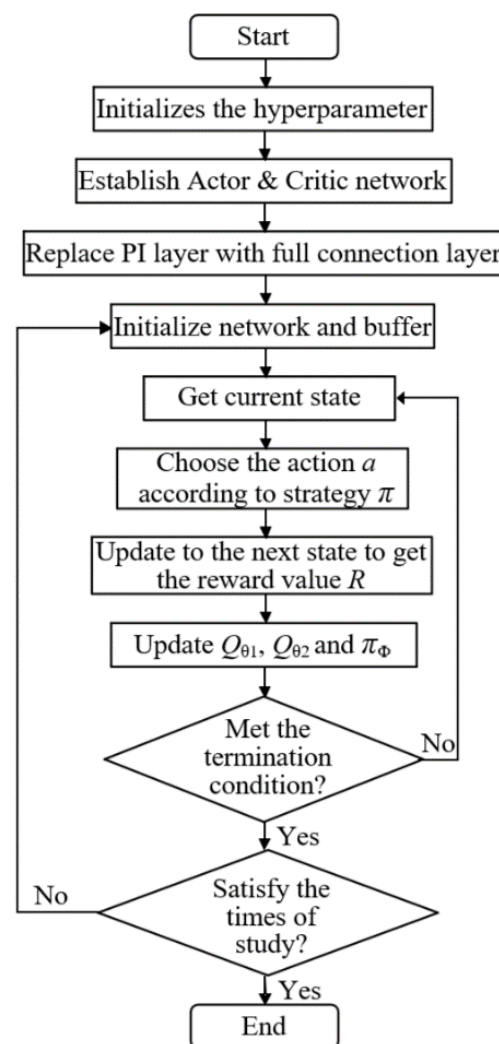 Start
Initializes the hyperparameter
Establish Actor & Critic network
Replace PI layer with full connection layer
Initialize network and buffer
Get current state
Choose the action a
according to strategy π
Update to the next state to get
the reward value R
Update Qθ1, Qθ2 and πΦ
Met the
termination
condition?
No
Yes
No
Satisfy the
times of
study?
Yes
End